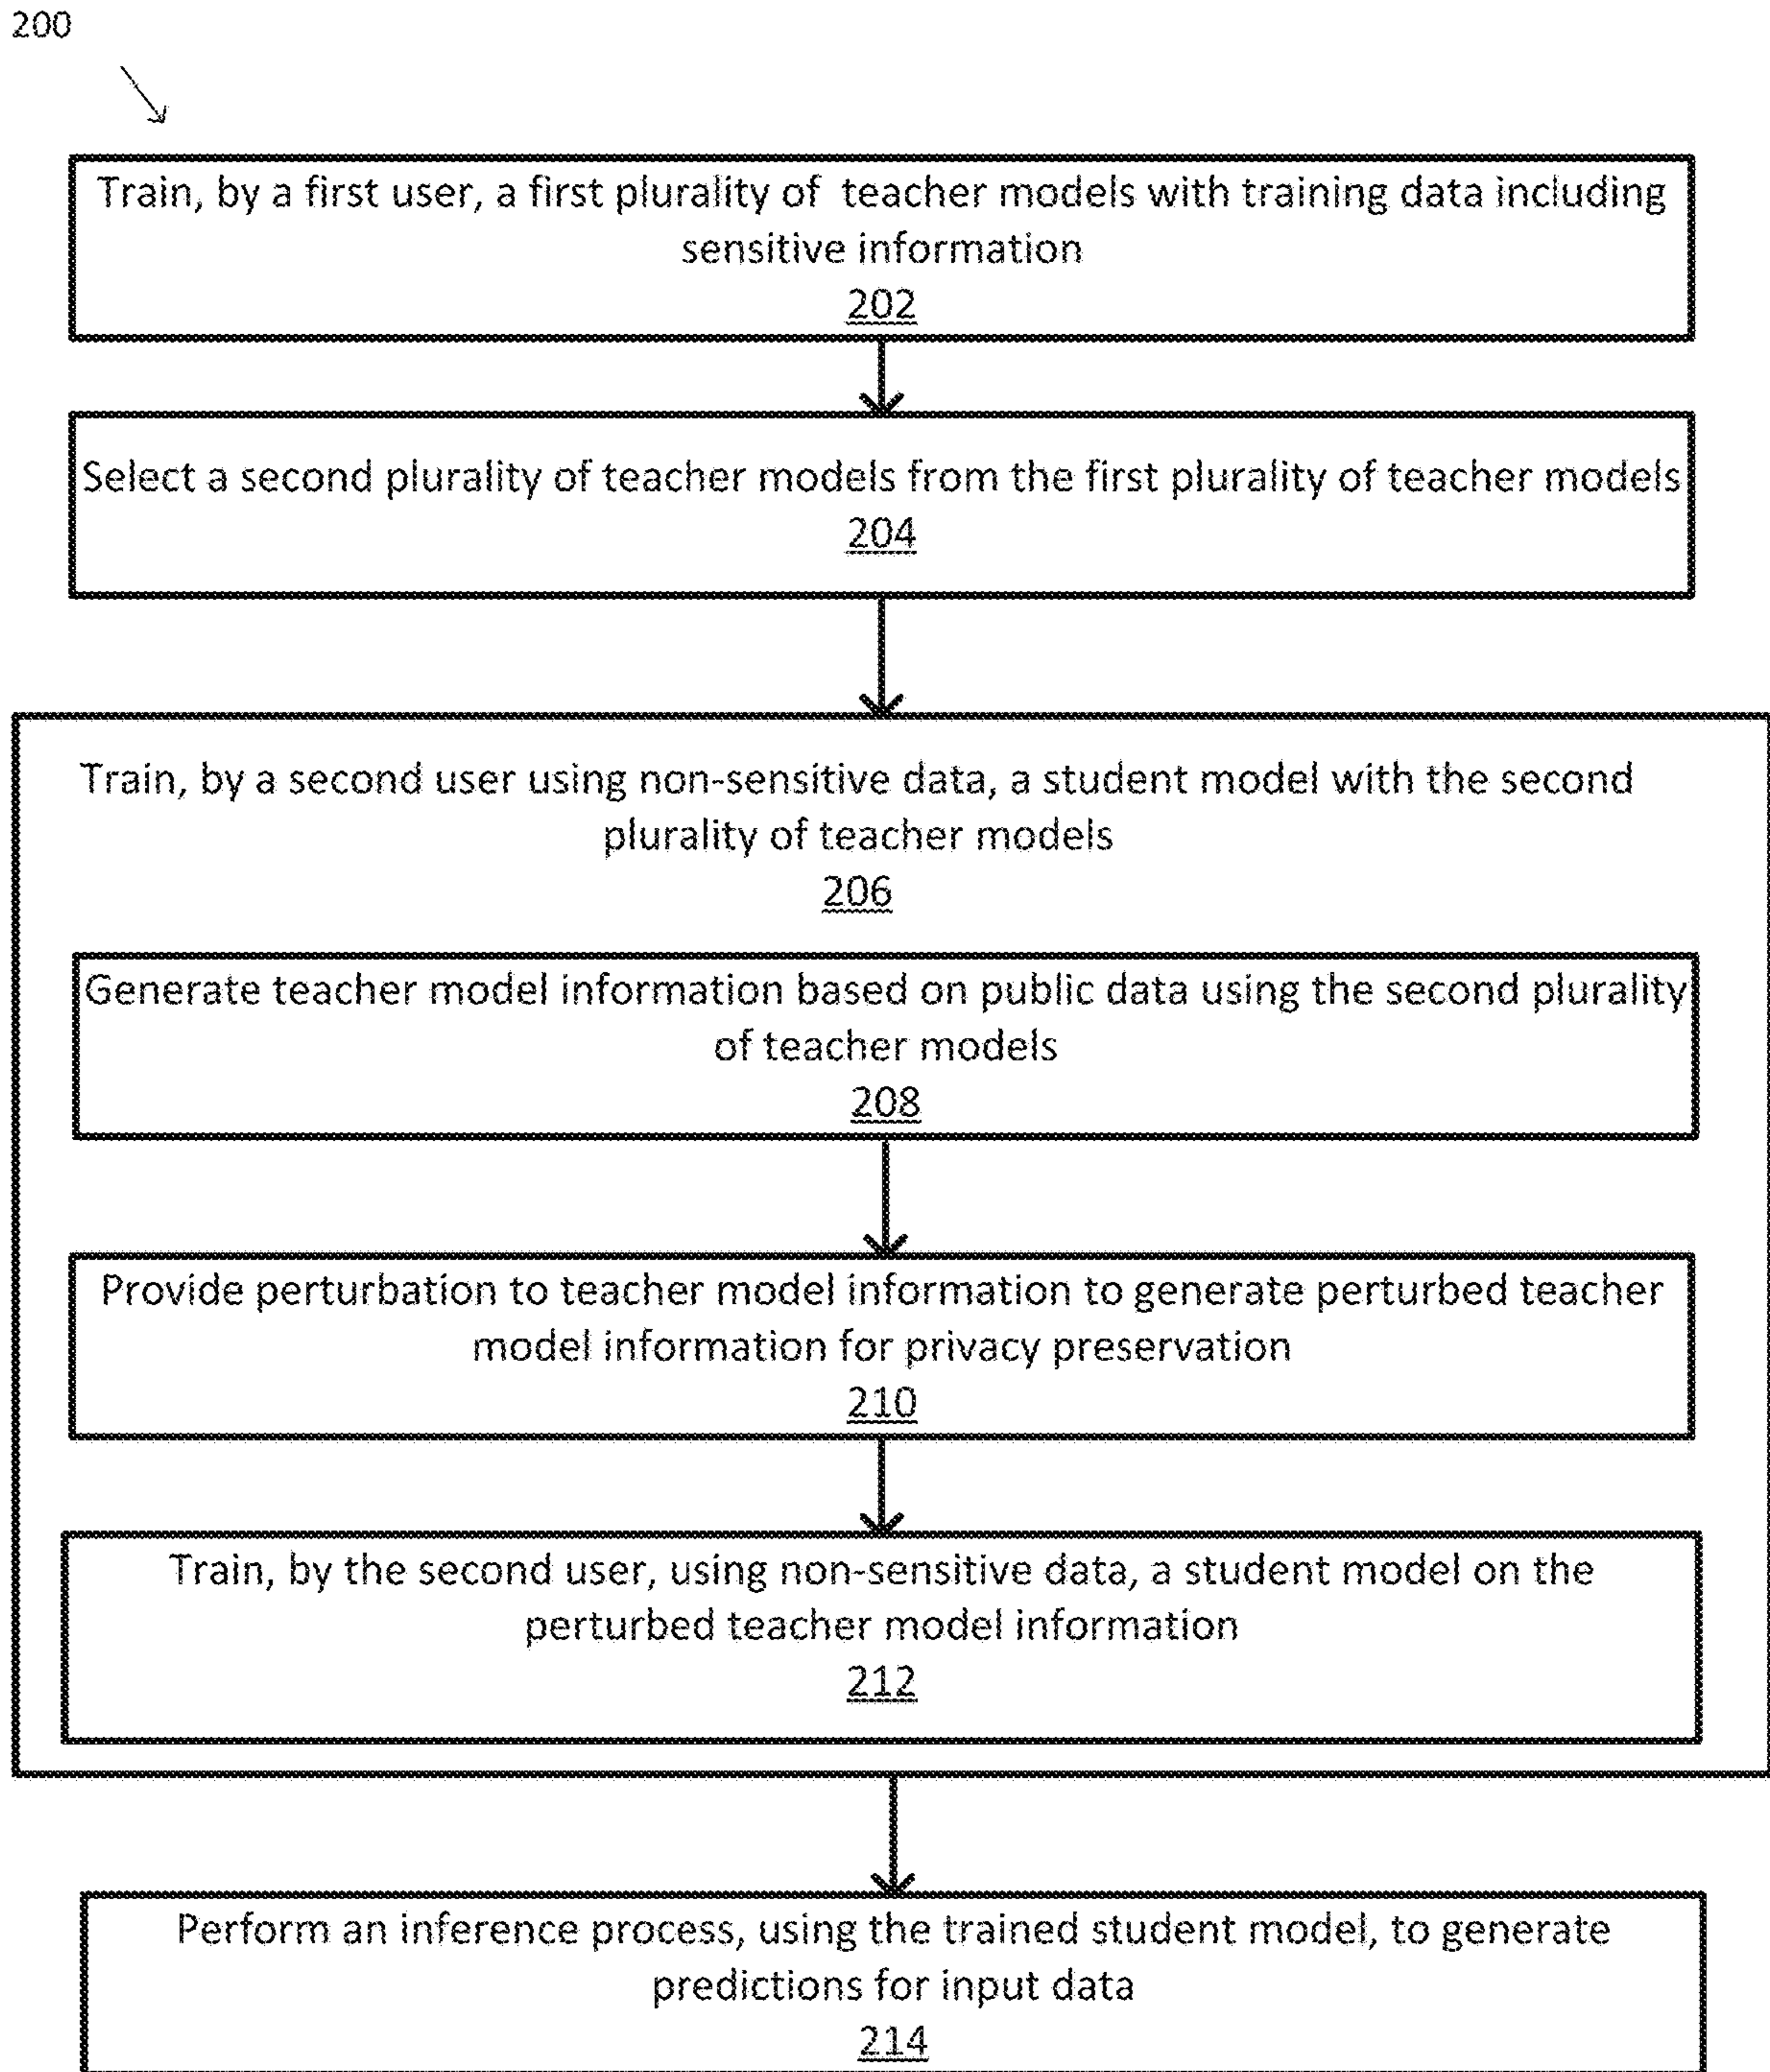 200
Train, by a first user, a first plurality of teacher models with training data including
sensitive information
202
Select a second plurality of teacher models from the first plurality of teacher models
204
Train, by a second user using non-sensitive data, a student model with the second
plurality of teacher models
206
Generate teacher model information based on public data using the second plurality
of teacher models
208
Provide perturbation to teacher model information to generate perturbed teacher
model information for privacy preservation
210
Train, by the second user, using non-sensitive data, a student model on the
perturbed teacher model information
212
Perform an inference process, using the trained student model, to generate
predictions for input data
214